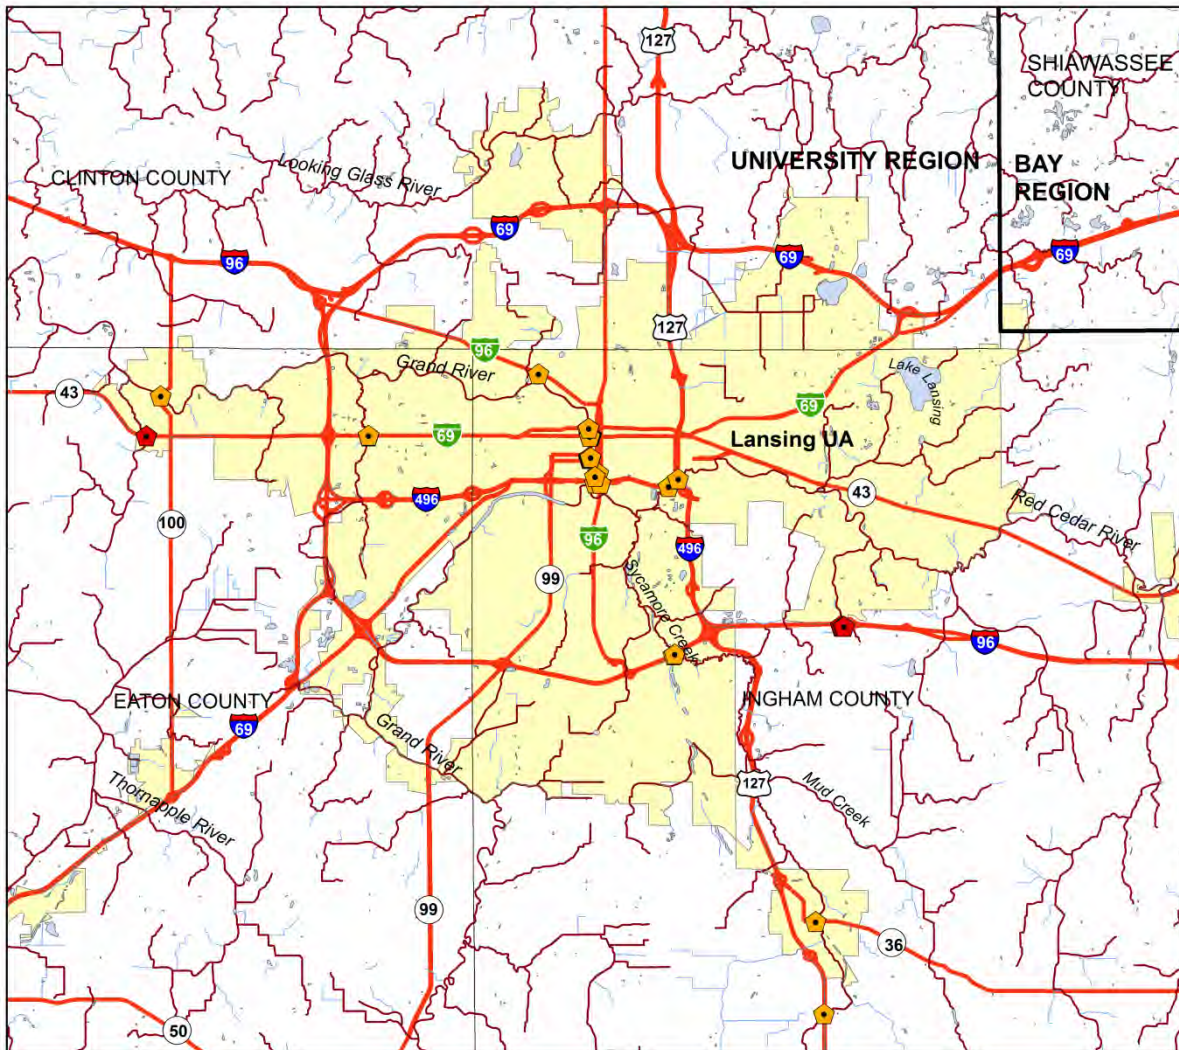 127
SHIAWASSEE
COUNTY
UNIVERSITY REGION
BAY
REGION
Looking Glass River
CLINTON COUNTY
69
96
69
69
127
96
Grand River
Lake Lansing
43
69
69
Lansing UA
496
43
100
Red Cedar River
96
496
99
Sycamore Creek
96
EATON COUNTY
INGHAM COUNTY
69
Grand River
127
Mud Creek
Thornapple River
99
36
50